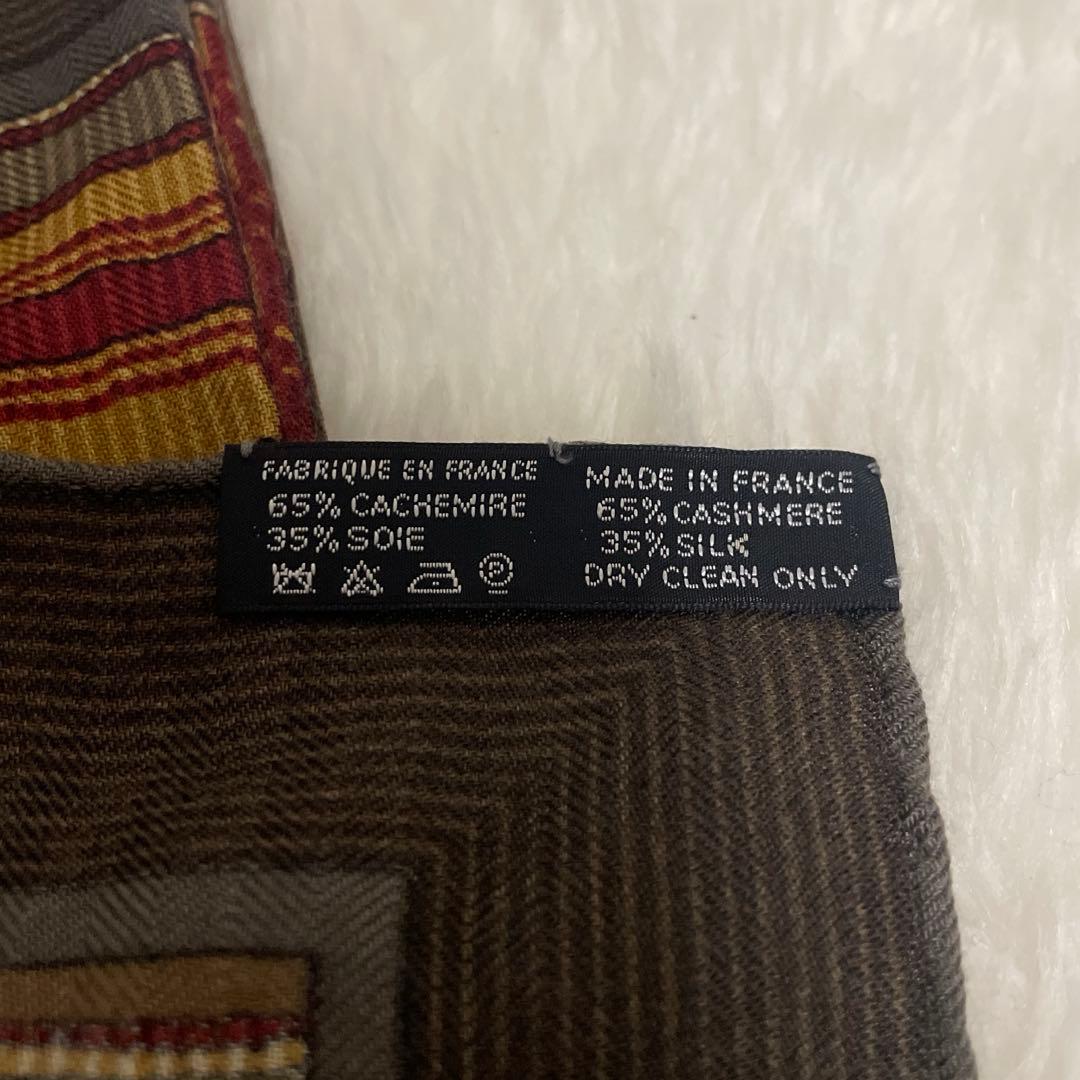 FABRIQUE EN FRANCE
65% CACHEMIRE
35% SOIE
P
MADE IN FRANCE
65% CASHMERE
35% SILK
DRY CLEAN ONLY